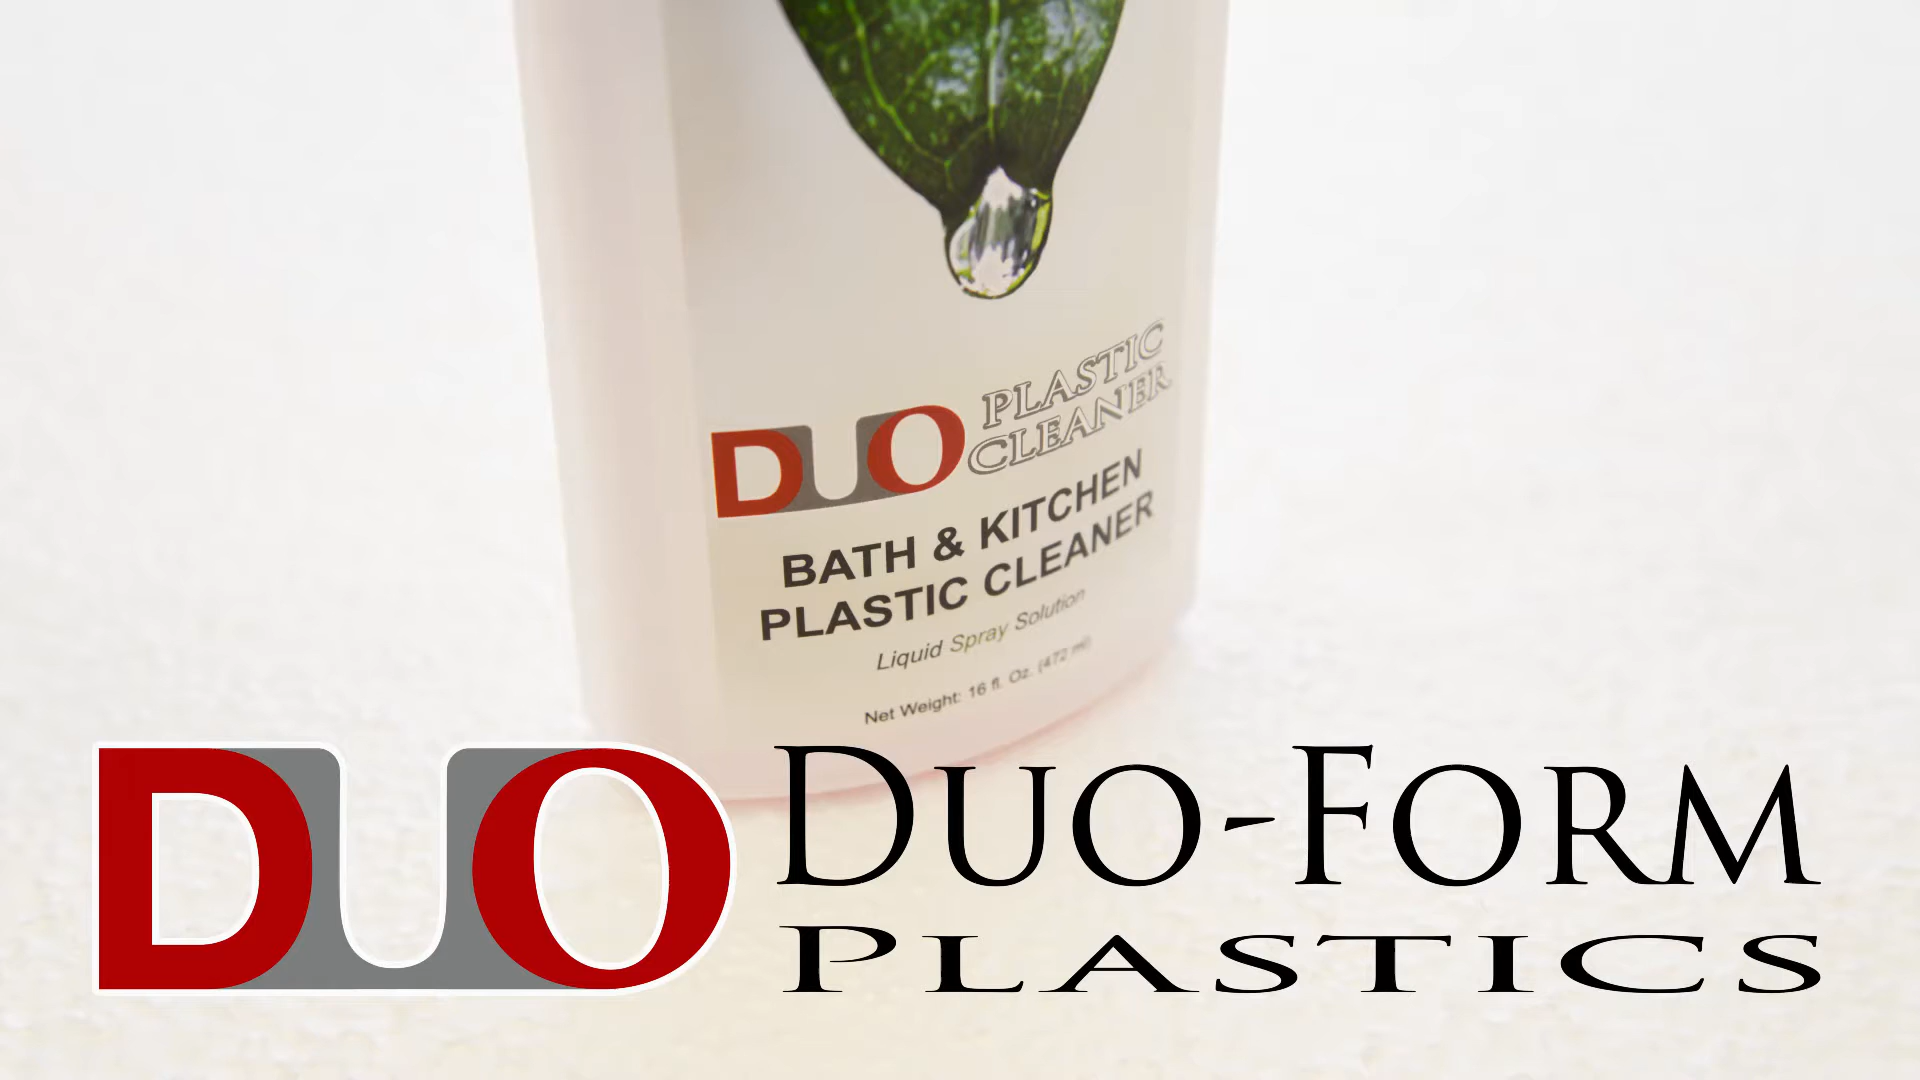 DUO PLASTIC
CLEANER
BATH & KITCHEN
PLASTIC CLEANER
Liquid Spray Solution
Net Weight: 16 fl. Oz. (472 ml)
DUO DUO-FORM
PLASTICS